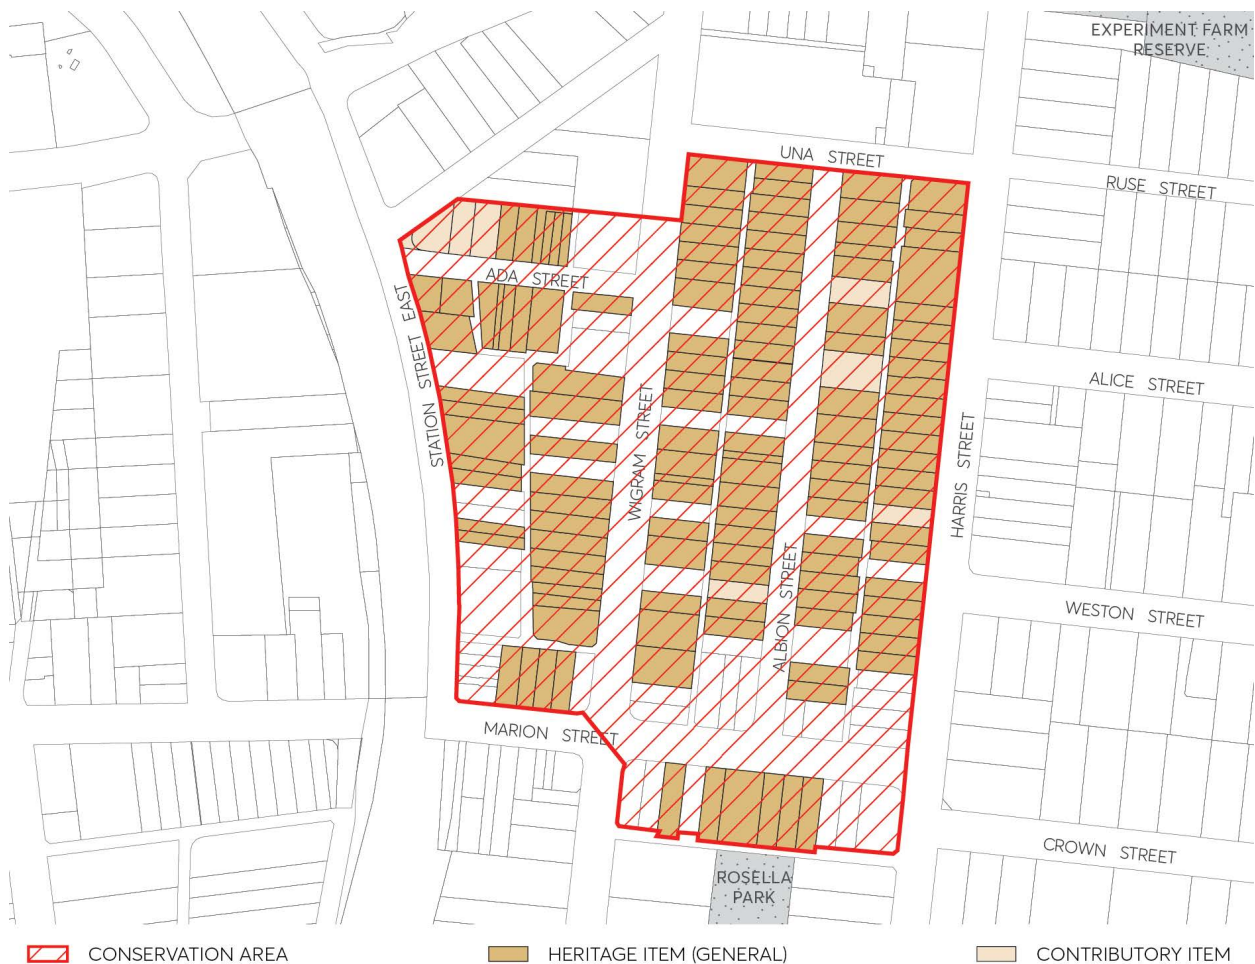 EXPERIMENT FARM
RESERVE
UNA STREET
RUSE STREET
ADA STREET
STATION STREET EAST
ALICE STREET
WIGRAM STREET
HARRIS STREET
ALBION STREET
WESTON STREET
MARION STREET
CROWN STREET
ROSELLA
PARK
CONSERVATION AREA
HERITAGE ITEM (GENERAL)
CONTRIBUTORY ITEM